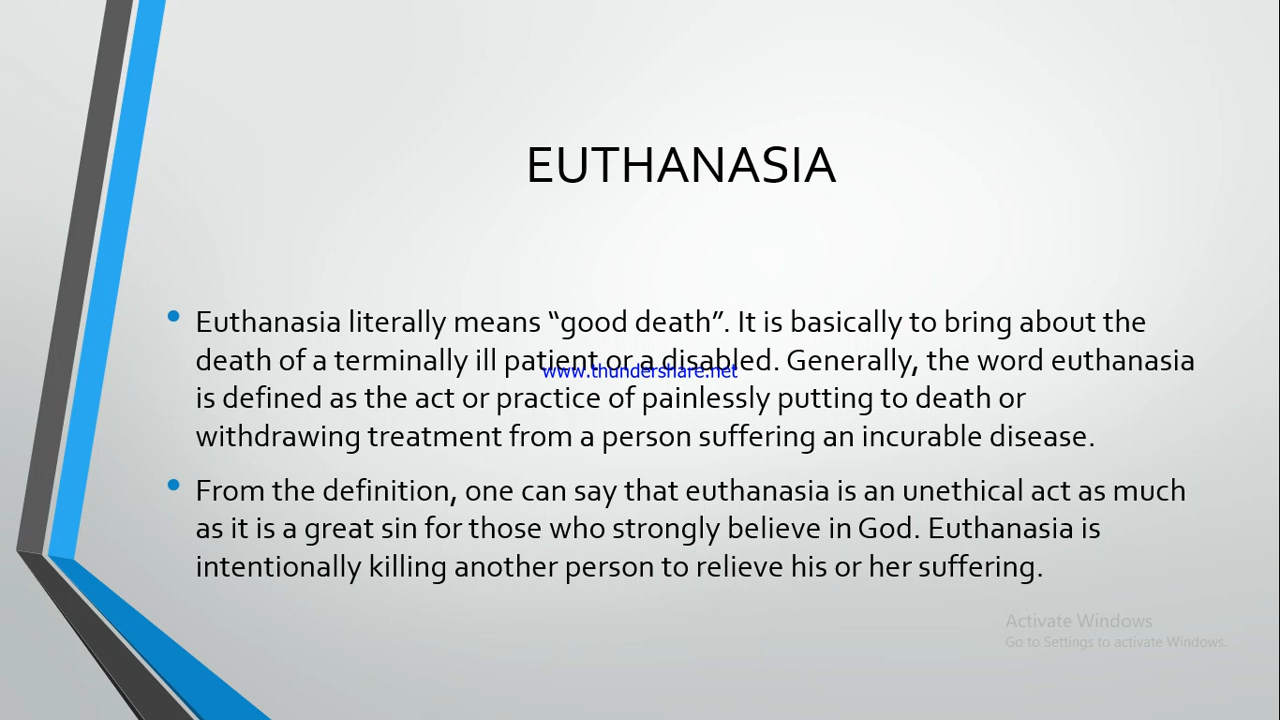 EUTHANASIA
• Euthanasia literally means “good death”. It is basically to bring about the
death of a terminally ill patient or a disabled. Generally, the word euthanasia
www.thundershare.net
is defined as the act or practice of painlessly putting to death or
withdrawing treatment from a person suffering an incurable disease.
• From the definition, one can say that euthanasia is an unethical act as much
as it is a great sin for those who strongly believe in God. Euthanasia is
intentionally killing another person to relieve his or her suffering.
Activate Windows
Go to Settings to activate Windows.